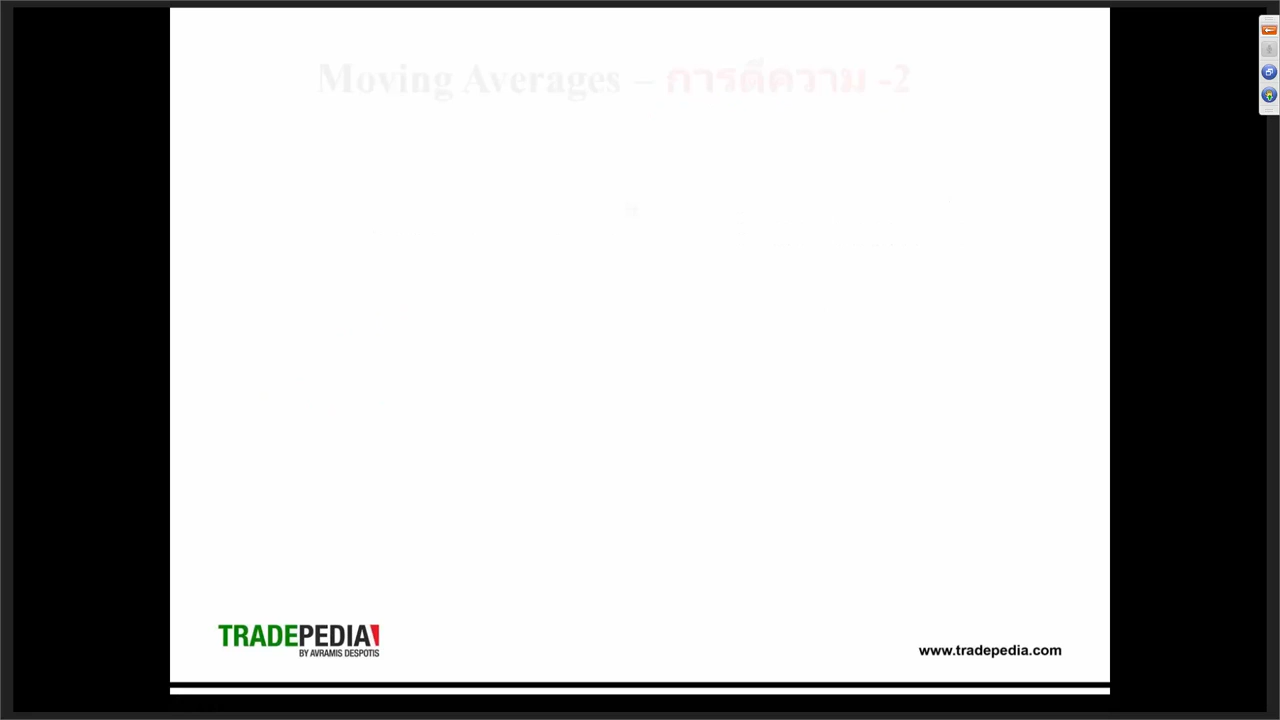 Moving Averages – การตีความ -2
TRADEPEDIA
BY AVRAMIS DESPOTIS
www.tradepedia.com